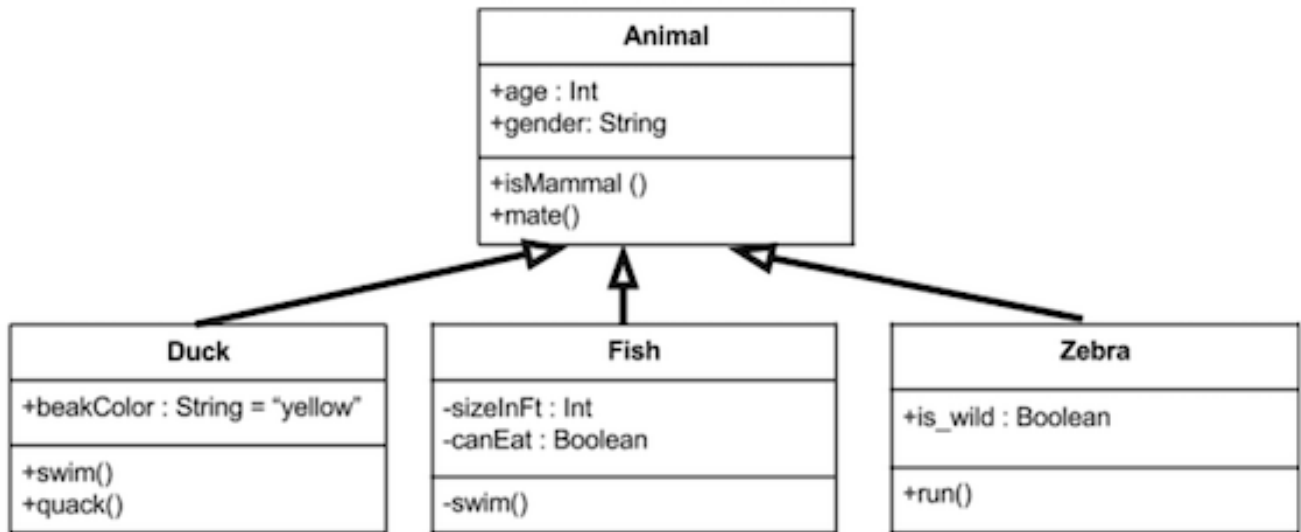 Animal
+age : Int
+gender: String
+isMammal ()
+mate()
Duck
+beakColor : String = “yellow”
+swim()
+quack()
Fish
-sizeInFt : Int
-canEat : Boolean
-swim()
Zebra
+is_wild : Boolean
+run()